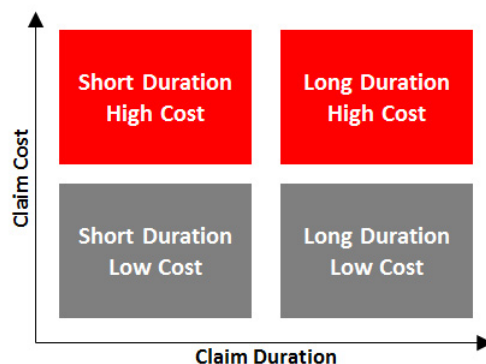 Claim Cost
Short Duration
High Cost
Long Duration
High Cost
Short Duration
Low Cost
Long Duration
Low Cost
Claim Duration